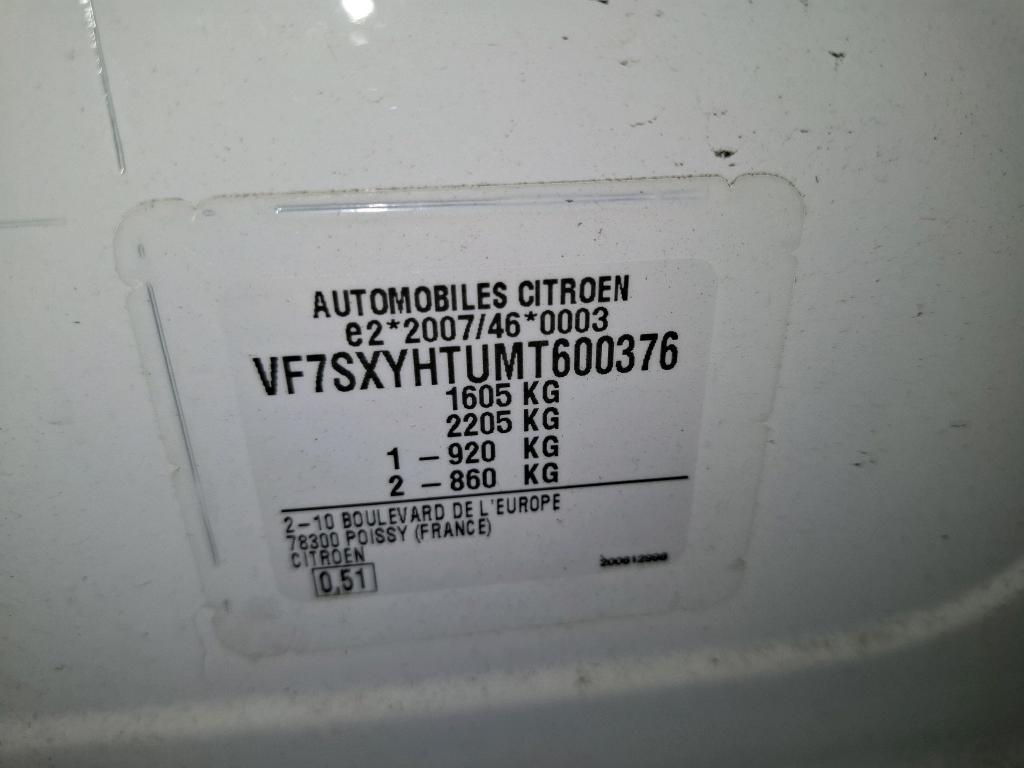 AUTOMOBILES CITROEN
e2*2007/46*0003
VF7SXYHTUMT600376
1605 KG
2205 KG
1 – 920 KG
2 – 860 KG
2–10 BOULEVARD DE L'EUROPE
78300 POISSY (FRANCE)
CITROEN
0,51